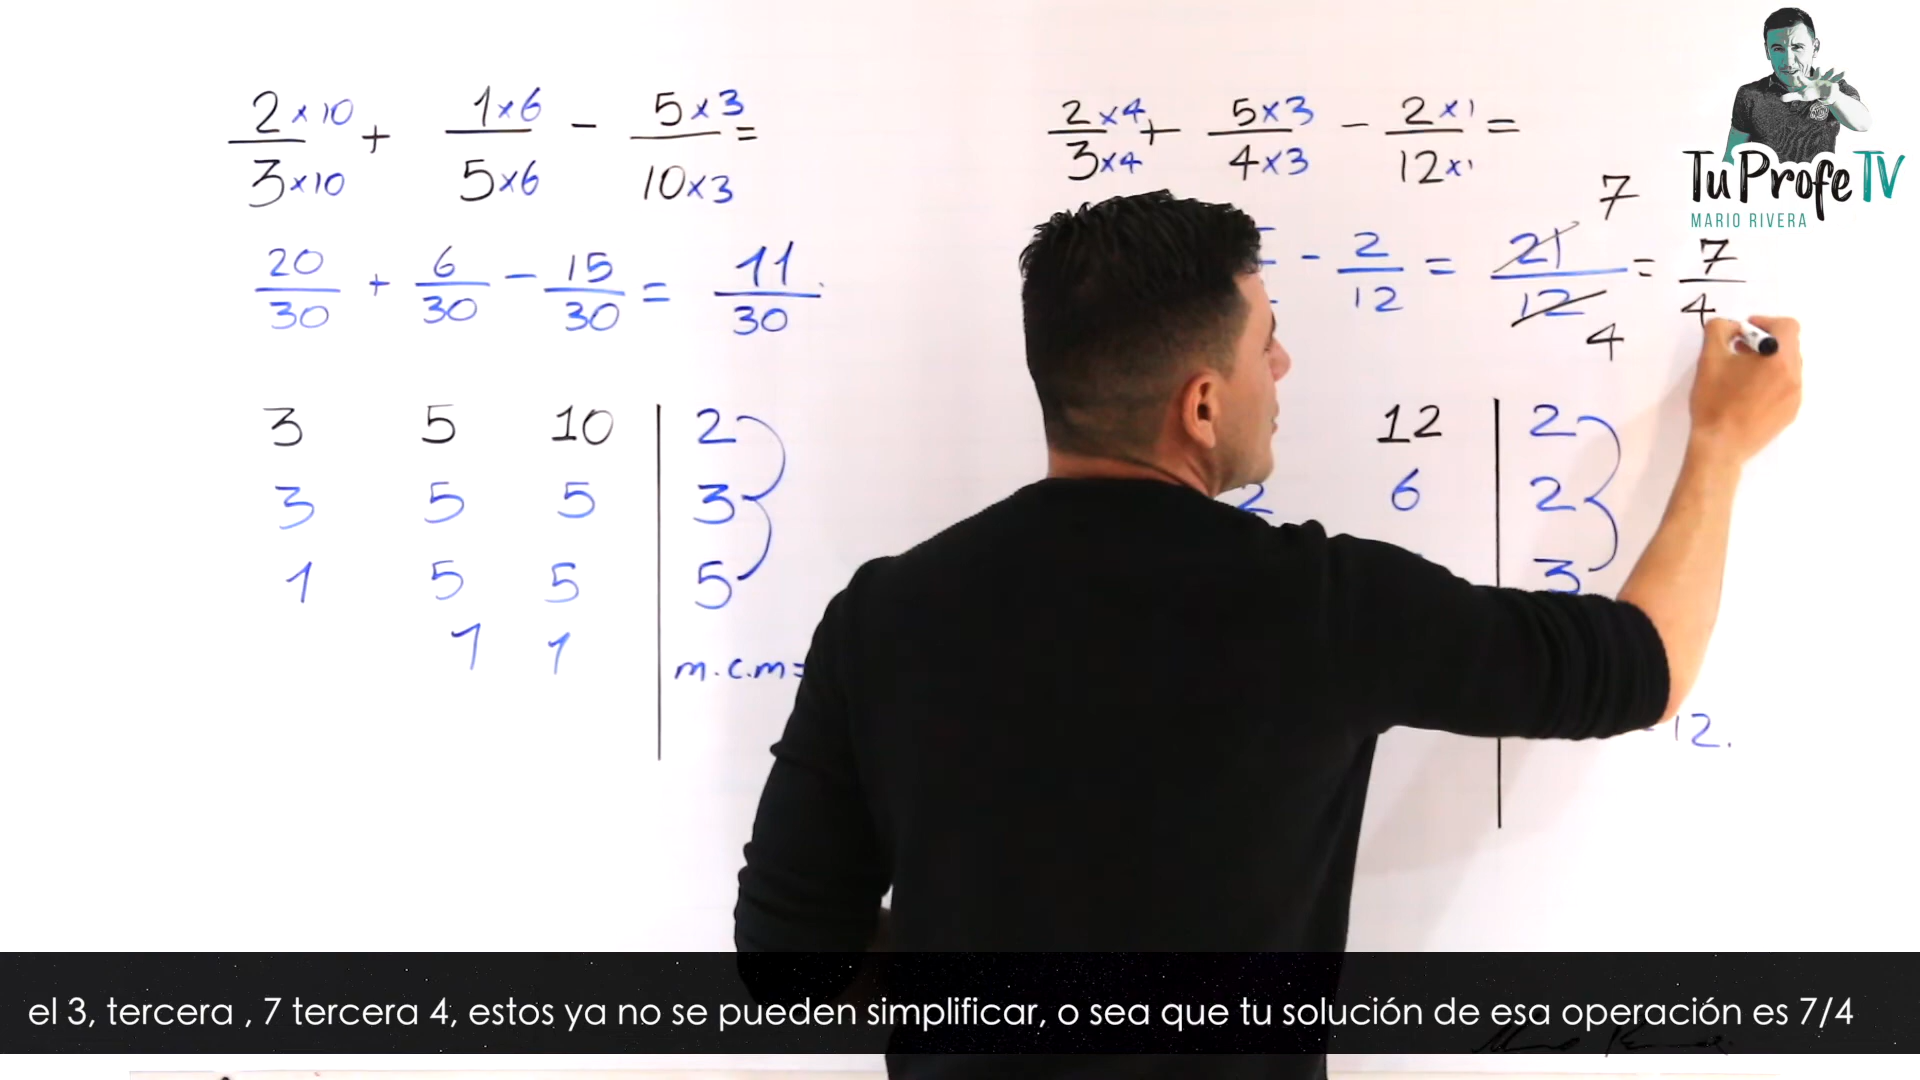 2×10/3×10 + 1×6/5×6 − 5×3/10×3 =
20/30 + 6/30 − 15/30 = 11/30
3 5 10 | 2
3 5 5 | 3
1 5 5 | 5
1 1
m.c.m=
2×4/3×4 + 5×3/4×3 − 2×1/12×1 =
− 2/12 = 21/12 = 7/4
7
4
12 | 2
2 6 | 2
3
12.
Tu Profe TV
MARIO RIVERA
el 3, tercera , 7 tercera 4, estos ya no se pueden simplificar, o sea que tu solución de esa operación es 7/4